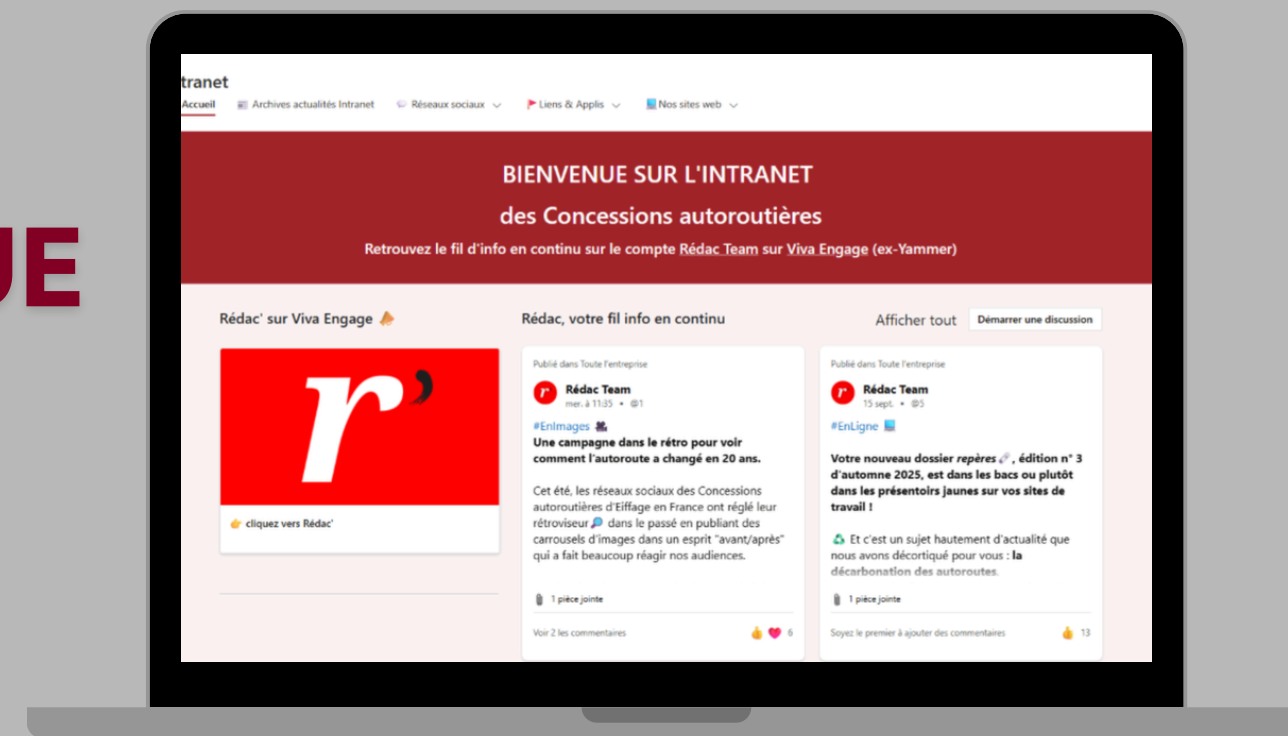 UE
tranet
Accueil
Archives actualités Intranet
Réseaux sociaux
Liens & Applis
Nos sites web
BIENVENUE SUR L'INTRANET
des Concessions autoroutières
Retrouvez le fil d'info en continu sur le compte Rédac Team sur Viva Engage (ex-Yammer)
Rédac' sur Viva Engage
r’
cliquez vers Rédac'
Rédac, votre fil info en continu
Afficher tout
Démarrer une discussion
Publié dans Toute l'entreprise
r
Rédac Team
mer. à 11:35 • @1
#EnImages
Une campagne dans le rétro pour voir
comment l'autoroute a changé en 20 ans.
Cet été, les réseaux sociaux des Concessions
autoroutières d'Eiffage en France ont réglé leur
rétroviseur dans le passé en publiant des
carrousels d'images dans un esprit "avant/après"
qui a fait beaucoup réagir nos audiences.
1 pièce jointe
Voir 2 les commentaires
6
Publié dans Toute l'entreprise
r
Rédac Team
15 sept. • @5
#EnLigne
Votre nouveau dossier repères , édition n° 3
d'automne 2025, est dans les bacs ou plutôt
dans les présentoirs jaunes sur vos sites de
travail !
Et c'est un sujet hautement d'actualité que
nous avons décortiqué pour vous : la
décarbonation des autoroutes.
1 pièce jointe
Soyez le premier à ajouter des commentaires
13